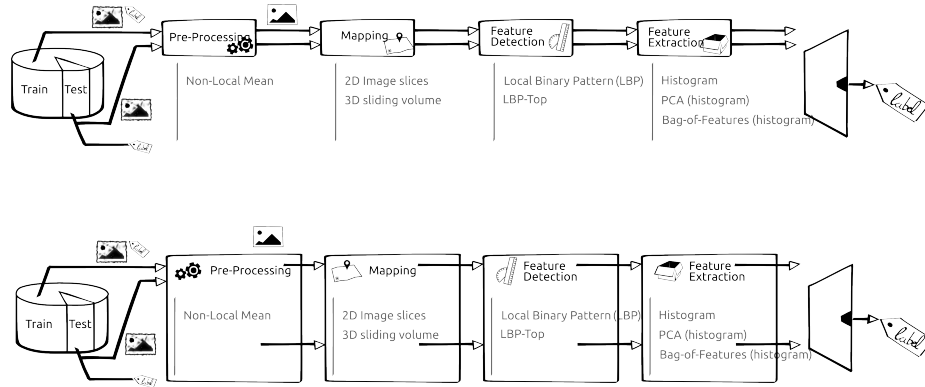 Train
Test
Pre-Processing
Non-Local Mean
Mapping
2D Image slices
3D sliding volume
Feature
Detection
Local Binary Pattern (LBP)
LBP-Top
Feature
Extraction
Histogram
PCA (histogram)
Bag-of-Features (histogram)
label
Train
Test
Pre-Processing
Non-Local Mean
Mapping
2D Image slices
3D sliding volume
Feature
Detection
Local Binary Pattern (LBP)
LBP-Top
Feature
Extraction
Histogram
PCA (histogram)
Bag-of-Features (histogram)
label